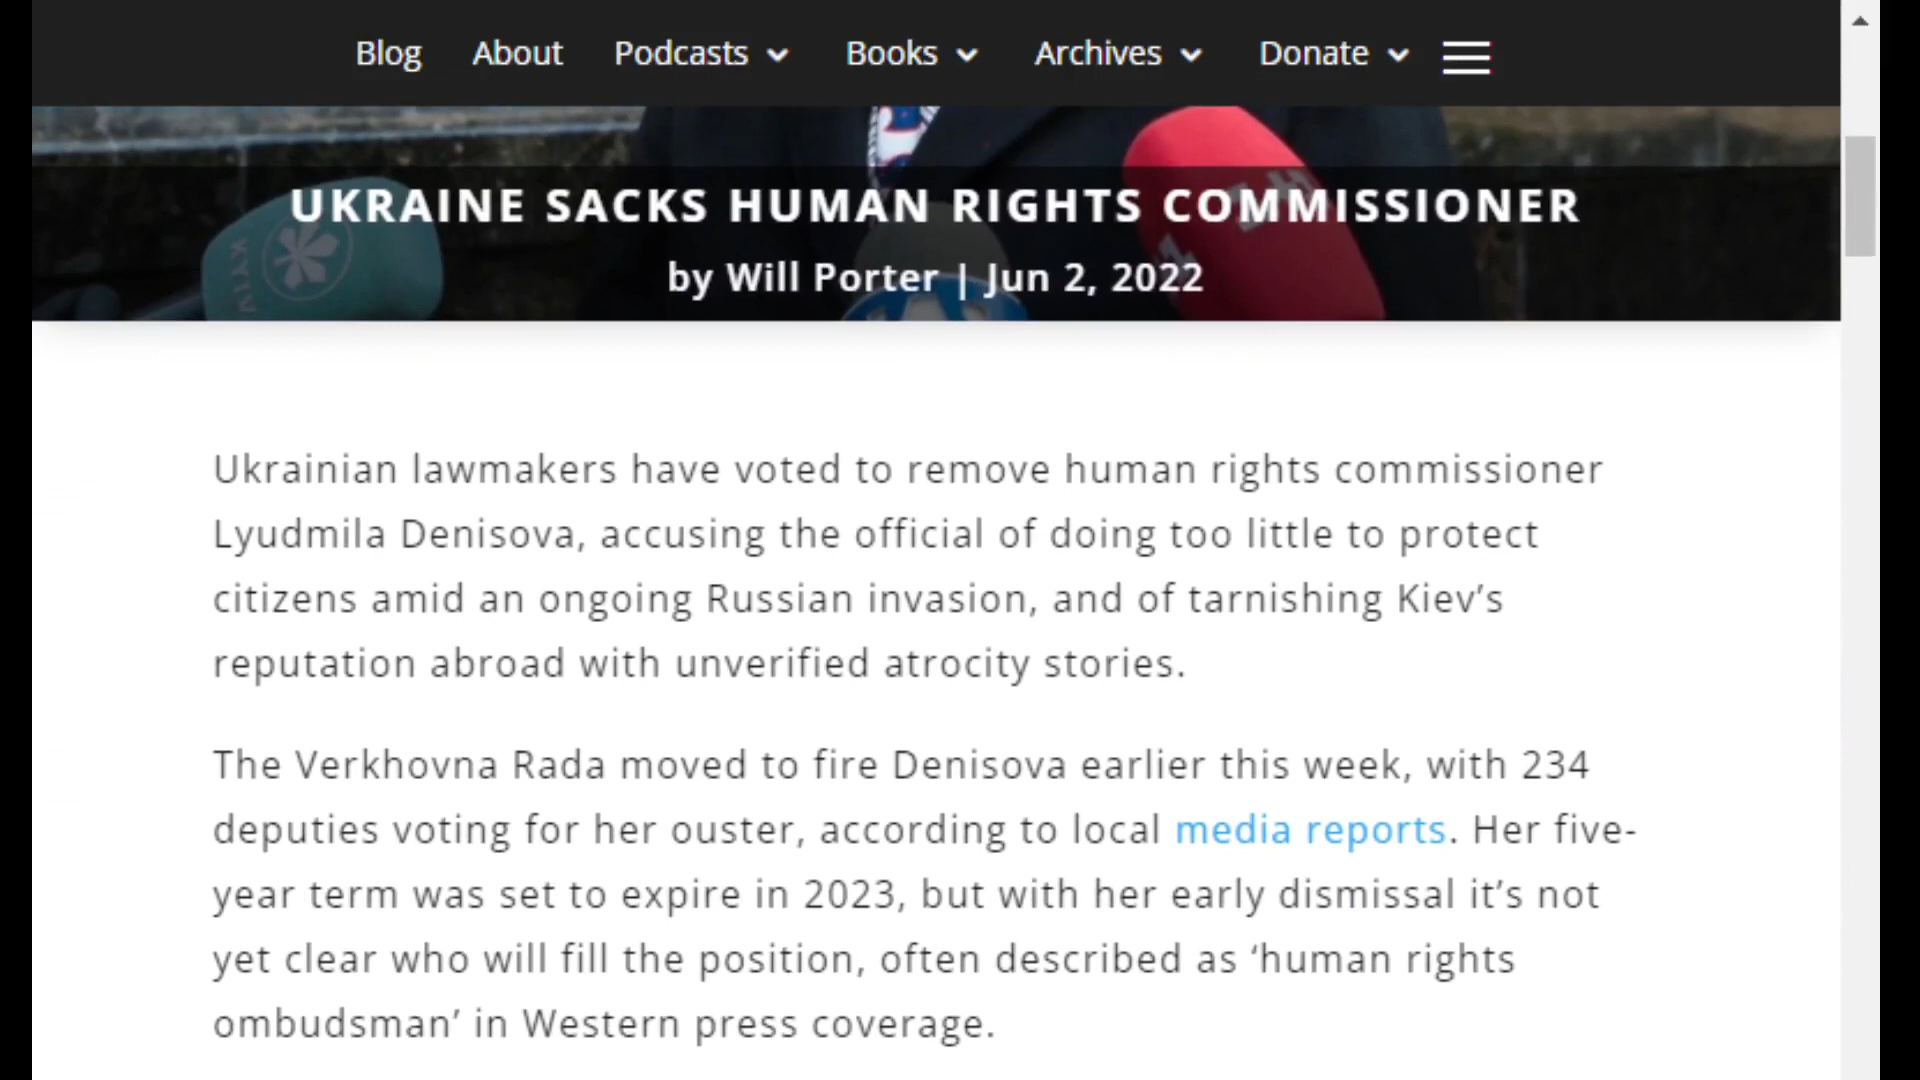 Blog About Podcasts Books Archives Donate
UKRAINE SACKS HUMAN RIGHTS COMMISSIONER
by Will Porter | Jun 2, 2022
KYIV
Ukrainian lawmakers have voted to remove human rights commissioner
Lyudmila Denisova, accusing the official of doing too little to protect
citizens amid an ongoing Russian invasion, and of tarnishing Kiev’s
reputation abroad with unverified atrocity stories.
The Verkhovna Rada moved to fire Denisova earlier this week, with 234
deputies voting for her ouster, according to local media reports. Her five-
year term was set to expire in 2023, but with her early dismissal it’s not
yet clear who will fill the position, often described as ‘human rights
ombudsman’ in Western press coverage.